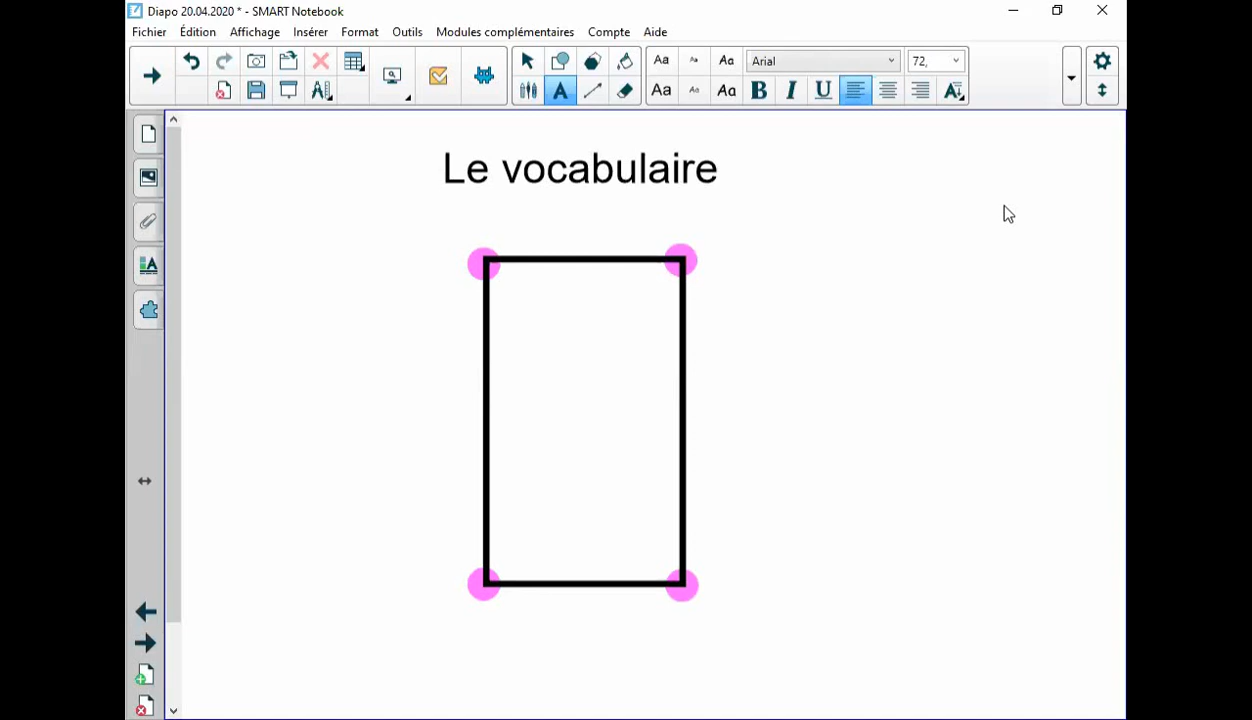 Diapo 20.04.2020 * - SMART Notebook
Fichier Édition Affichage Insérer Format Outils Modules complémentaires Compte Aide
Aa Aa Aa Arial 72,
A Aa Aa Aa B I U A
Le vocabulaire
A